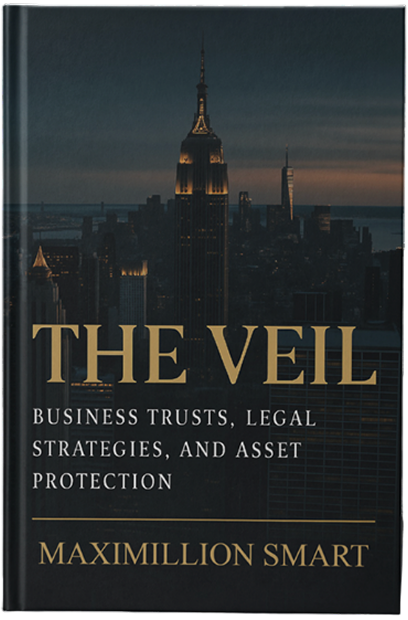 THE VEIL
BUSINESS TRUSTS, LEGAL
STRATEGIES, AND ASSET
PROTECTION
MAXIMILLION SMART